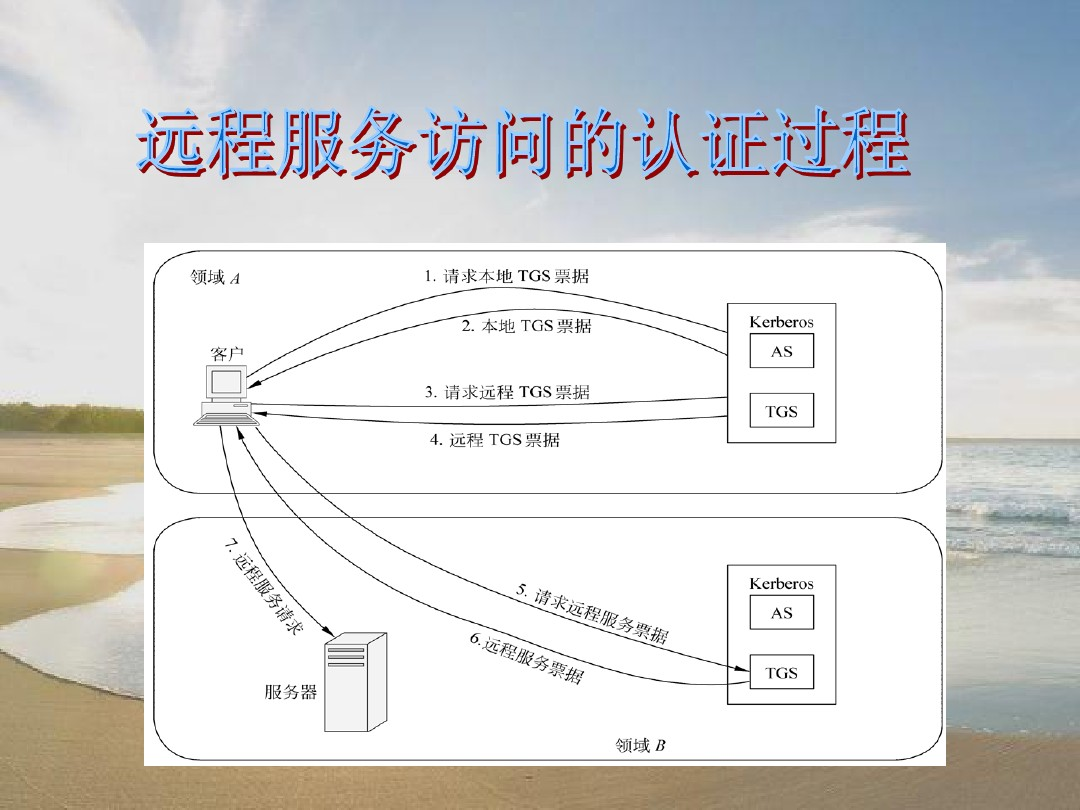 远程服务访问的认证过程
领域 A
1. 请求本地 TGS 票据
2. 本地 TGS 票据
Kerberos
AS
客户
3. 请求远程 TGS 票据
TGS
4. 远程 TGS 票据
7. 远程服务请求
5. 请求远程服务票据
6.远程服务票据
Kerberos
AS
TGS
服务器
领域 B